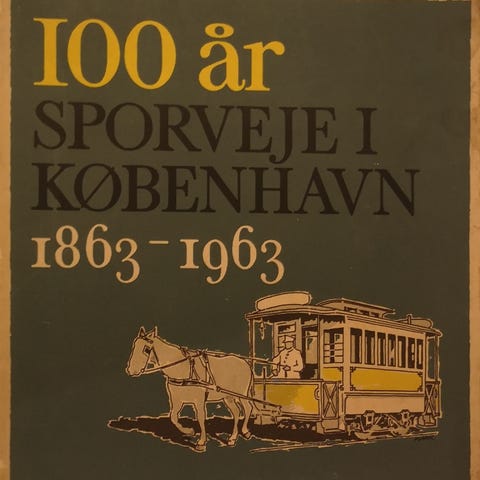 100 år
SPORVEJE I
KØBENHAVN
1863-1963